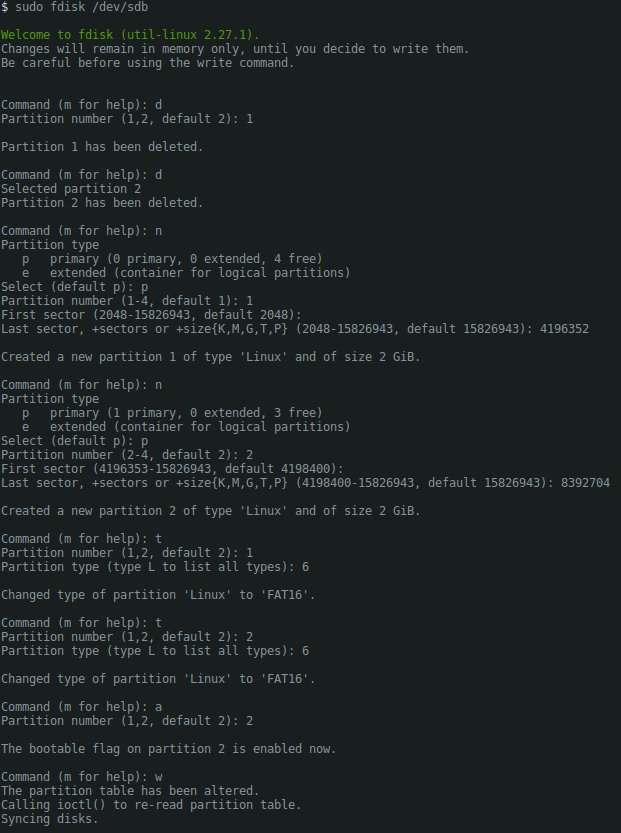 $ sudo fdisk /dev/sdb
Welcome to fdisk (util-linux 2.27.1).
Changes will remain in memory only, until you decide to write them.
Be careful before using the write command.
Command (m for help): d
Partition number (1,2, default 2): 1
Partition 1 has been deleted.
Command (m for help): d
Selected partition 2
Partition 2 has been deleted.
Command (m for help): n
Partition type
   p   primary (0 primary, 0 extended, 4 free)
   e   extended (container for logical partitions)
Select (default p): p
Partition number (1-4, default 1): 1
First sector (2048-15826943, default 2048):
Last sector, +sectors or +size{K,M,G,T,P} (2048-15826943, default 15826943): 4196352
Created a new partition 1 of type 'Linux' and of size 2 GiB.
Command (m for help): n
Partition type
   p   primary (1 primary, 0 extended, 3 free)
   e   extended (container for logical partitions)
Select (default p): p
Partition number (2-4, default 2): 2
First sector (4196353-15826943, default 4198400):
Last sector, +sectors or +size{K,M,G,T,P} (4198400-15826943, default 15826943): 8392704
Created a new partition 2 of type 'Linux' and of size 2 GiB.
Command (m for help): t
Partition number (1,2, default 2): 1
Partition type (type L to list all types): 6
Changed type of partition 'Linux' to 'FAT16'.
Command (m for help): t
Partition number (1,2, default 2): 2
Partition type (type L to list all types): 6
Changed type of partition 'Linux' to 'FAT16'.
Command (m for help): a
Partition number (1,2, default 2): 2
The bootable flag on partition 2 is enabled now.
Command (m for help): w
The partition table has been altered.
Calling ioctl() to re-read partition table.
Syncing disks.